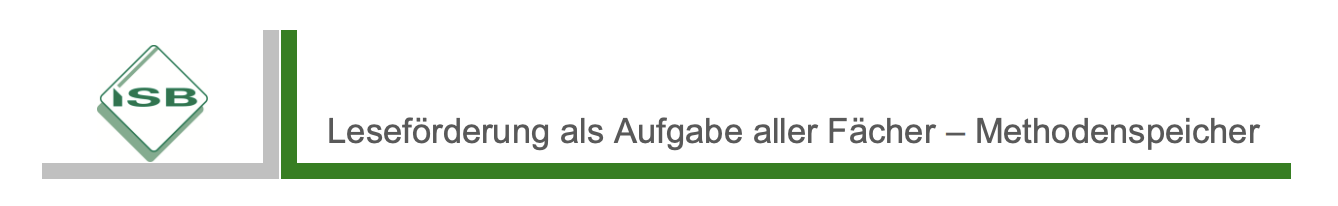 ISB
Leseförderung als Aufgabe aller Fächer – Methodenspeicher